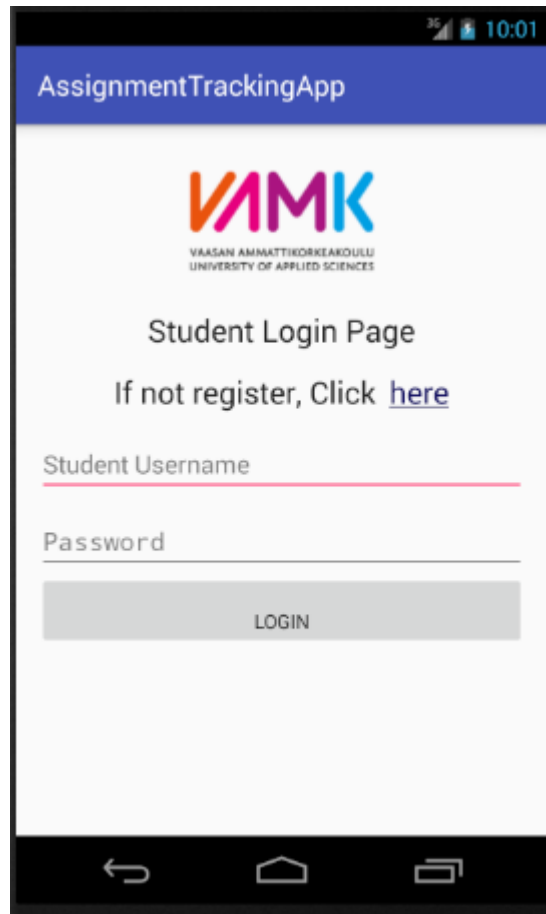 3G 10:01
AssignmentTrackingApp
VAMK
VAASAN AMMATTIKORKEAKOULU
UNIVERSITY OF APPLIED SCIENCES
Student Login Page
If not register, Click here
Student Username
Password
LOGIN